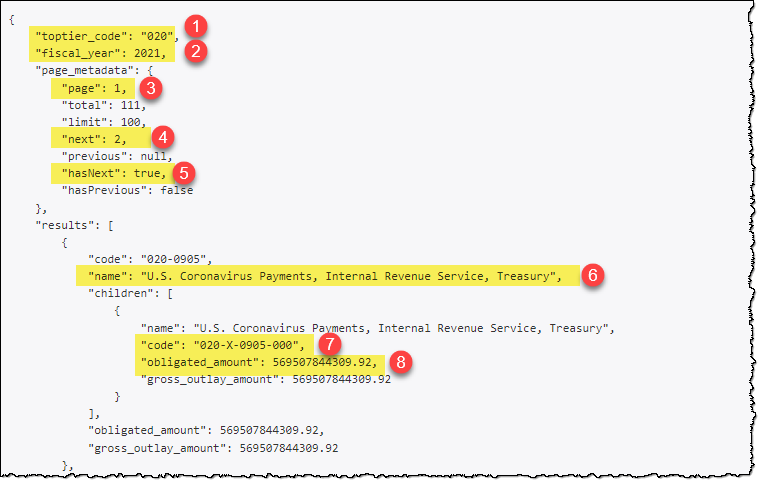 {
"toptier_code": "020", 1
"fiscal_year": 2021, 2
"page_metadata": {
"page": 1, 3
"total": 111,
"limit": 100,
"next": 2, 4
"previous": null,
"hasNext": true, 5
"hasPrevious": false
},
"results": [
{
"code": "020-0905",
"name": "U.S. Coronavirus Payments, Internal Revenue Service, Treasury", 6
"children": [
{
"name": "U.S. Coronavirus Payments, Internal Revenue Service, Treasury",
"code": "020-X-0905-000", 7
"obligated_amount": 569507844309.92, 8
"gross_outlay_amount": 569507844309.92
}
],
"obligated_amount": 569507844309.92,
"gross_outlay_amount": 569507844309.92
},